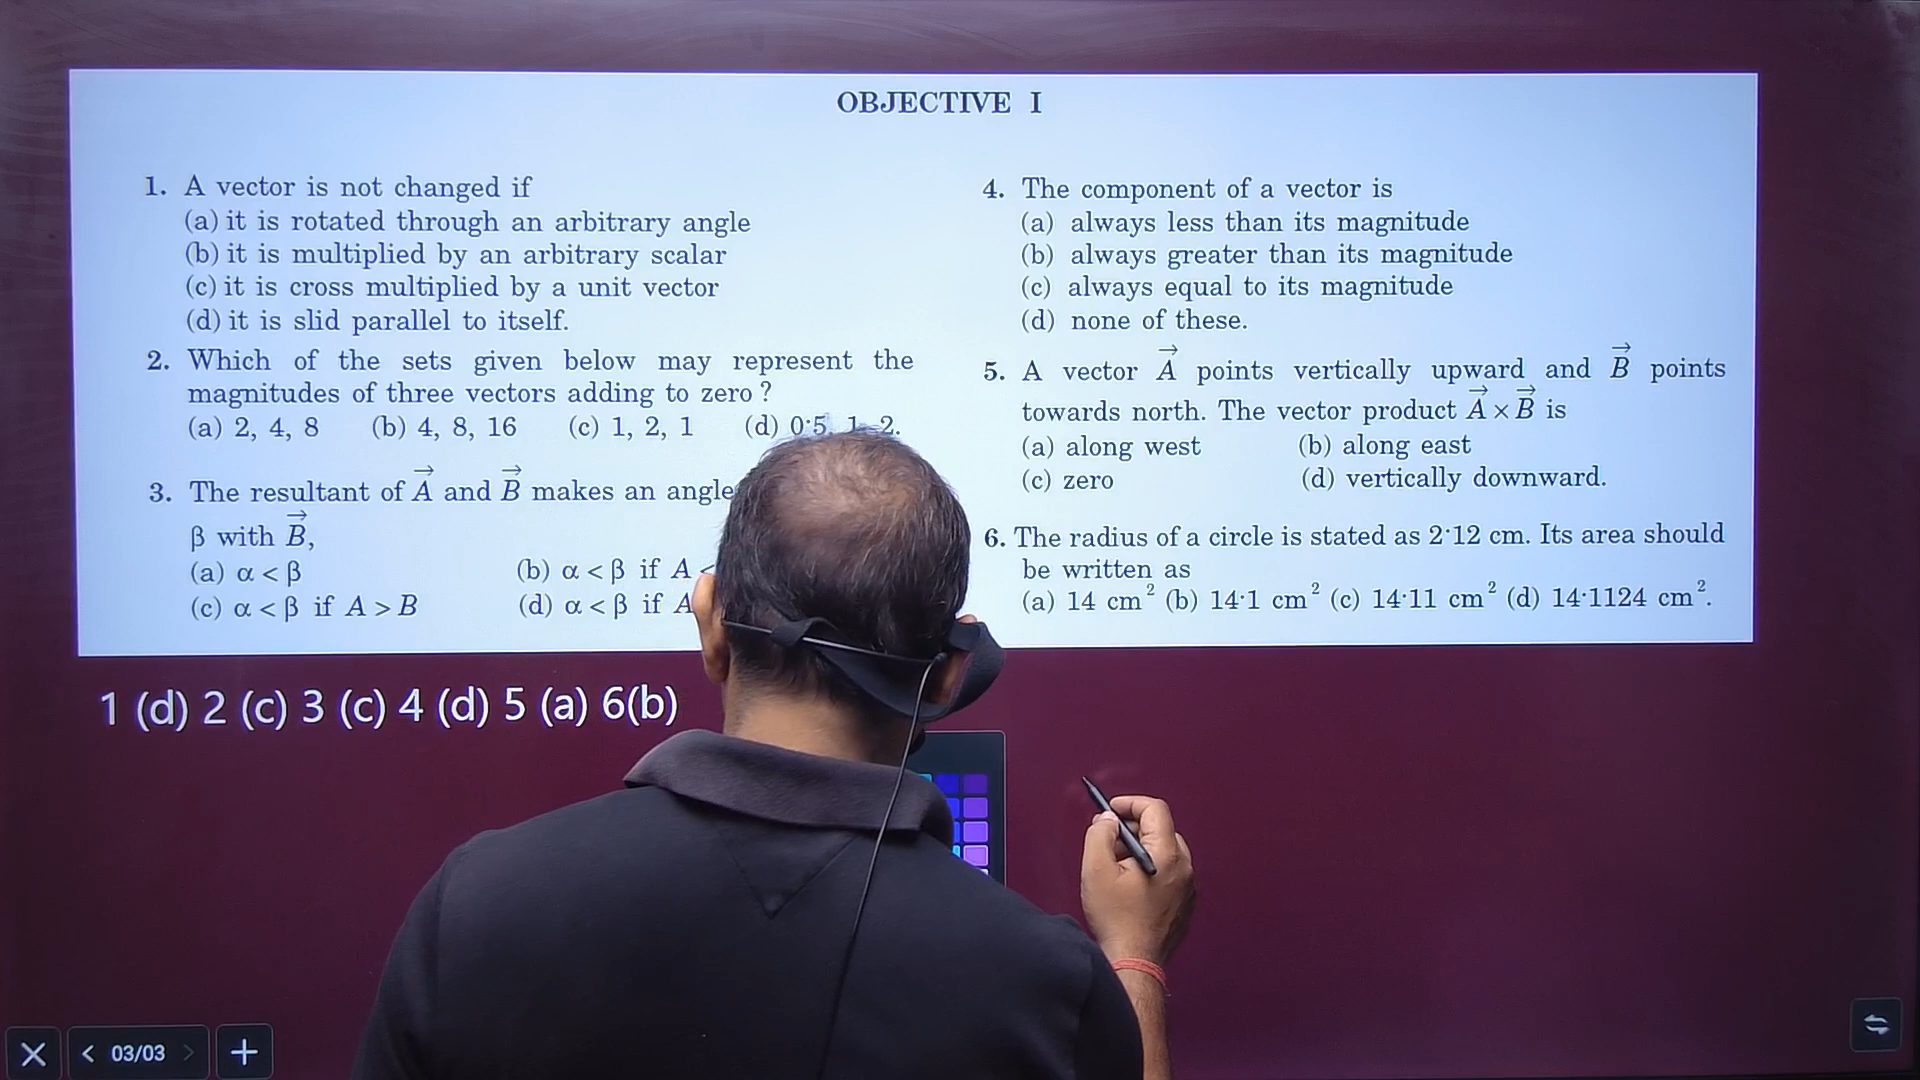 OBJECTIVE I
1. A vector is not changed if
(a) it is rotated through an arbitrary angle
(b) it is multiplied by an arbitrary scalar
(c) it is cross multiplied by a unit vector
(d) it is slid parallel to itself.
2. Which of the sets given below may represent the
magnitudes of three vectors adding to zero ?
(a) 2, 4, 8 (b) 4, 8, 16 (c) 1, 2, 1 (d) 0·5, 1, 2.
3. The resultant of A⃗ and B⃗ makes an angle
β with B⃗,
(a) α < β (b) α < β if A <
(c) α < β if A > B (d) α < β if A
4. The component of a vector is
(a) always less than its magnitude
(b) always greater than its magnitude
(c) always equal to its magnitude
(d) none of these.
5. A vector A⃗ points vertically upward and B⃗ points
towards north. The vector product A⃗ × B⃗ is
(a) along west (b) along east
(c) zero (d) vertically downward.
6. The radius of a circle is stated as 2·12 cm. Its area should
be written as
(a) 14 cm² (b) 14·1 cm² (c) 14·11 cm² (d) 14·1124 cm².
1 (d) 2 (c) 3 (c) 4 (d) 5 (a) 6(b)
03/03